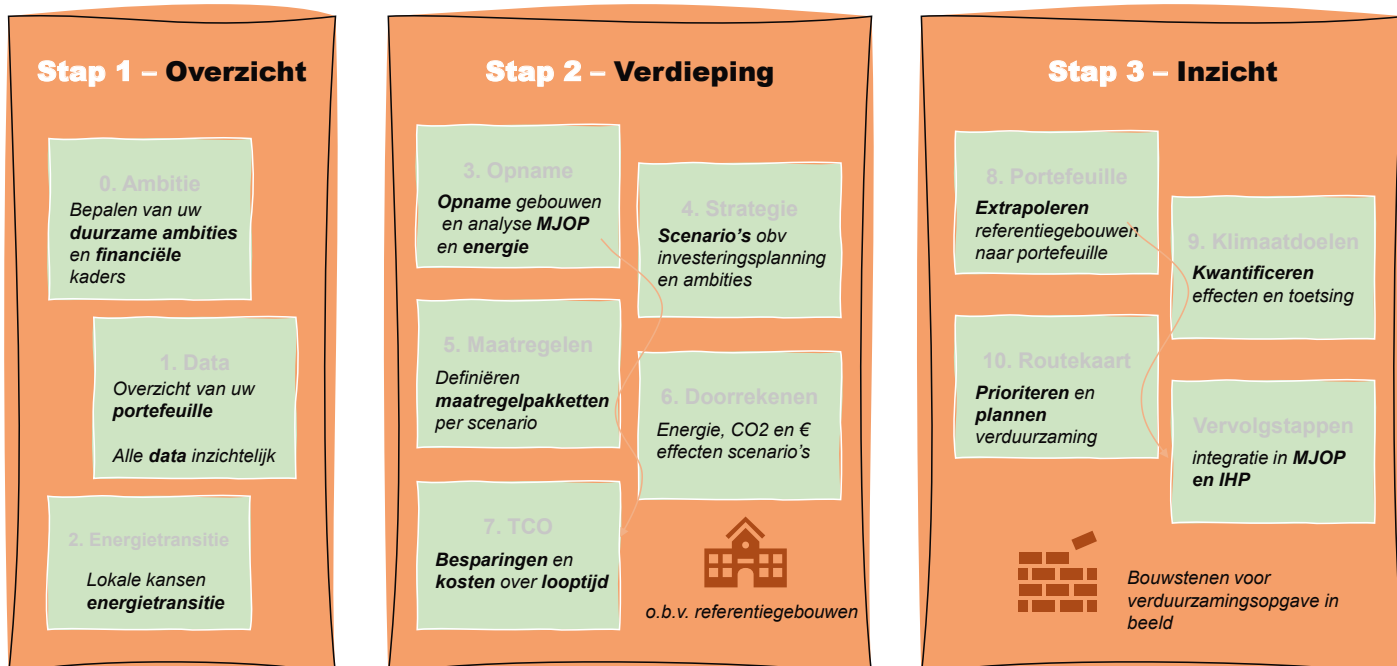 Stap 1 – Overzicht
0. Ambitie
Bepalen van uw
duurzame ambities
en financiële
kaders
1. Data
Overzicht van uw
portefeuille
Alle data inzichtelijk
2. Energietransitie
Lokale kansen
energietransitie
Stap 2 – Verdieping
3. Opname
Opname gebouwen
en analyse MJOP
en energie
4. Strategie
Scenario's obv
investeringsplanning
en ambities
5. Maatregelen
Definiëren
maatregelpakketten
per scenario
6. Doorrekenen
Energie, CO2 en €
effecten scenario's
7. TCO
Besparingen en
kosten over looptijd
o.b.v. referentiegebouwen
Stap 3 – Inzicht
8. Portefeuille
Extrapoleren
referentiegebouwen
naar portefeuille
9. Klimaatdoelen
Kwantificeren
effecten en toetsing
10. Routekaart
Prioriteren en
plannen
verduurzaming
Vervolgstappen
integratie in MJOP
en IHP
Bouwstenen voor
verduurzamingsopgave in
beeld